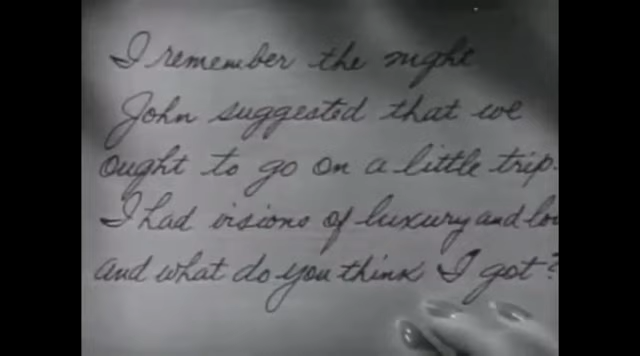 I remember the night
John suggested that we
ought to go on a little trip.
I had visions of luxury and
and what do you think I got?